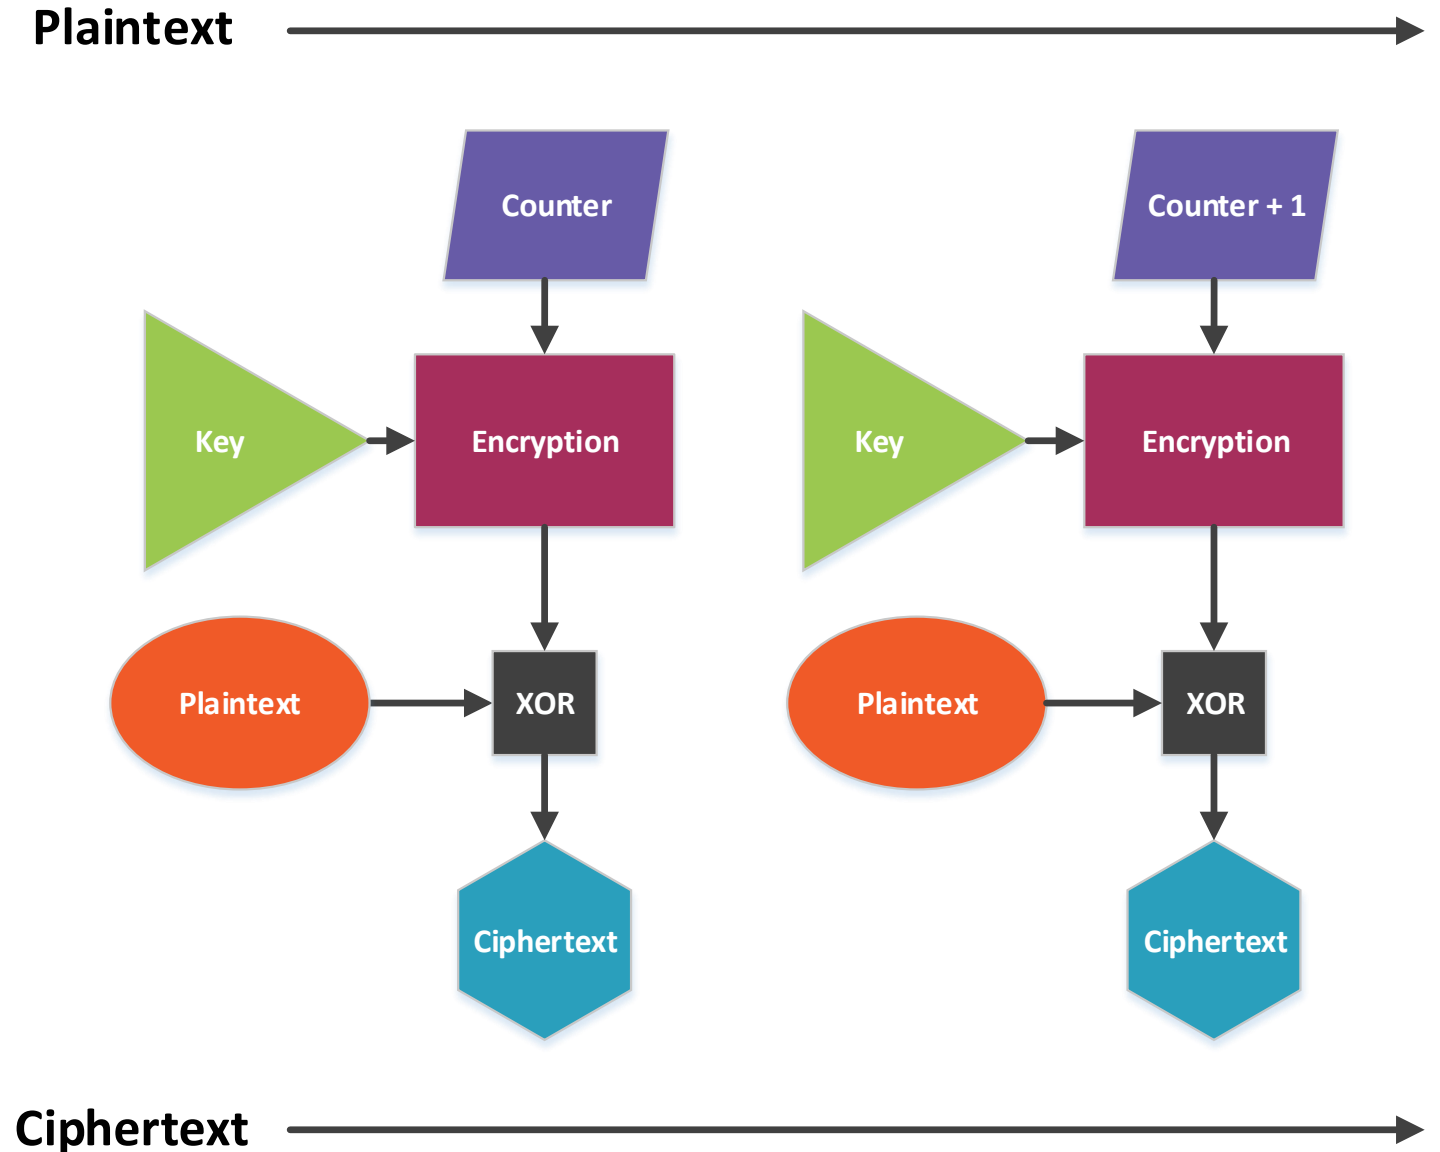 Plaintext
Counter
Counter + 1
Key
Encryption
Key
Encryption
Plaintext
XOR
Plaintext
XOR
Ciphertext
Ciphertext
Ciphertext